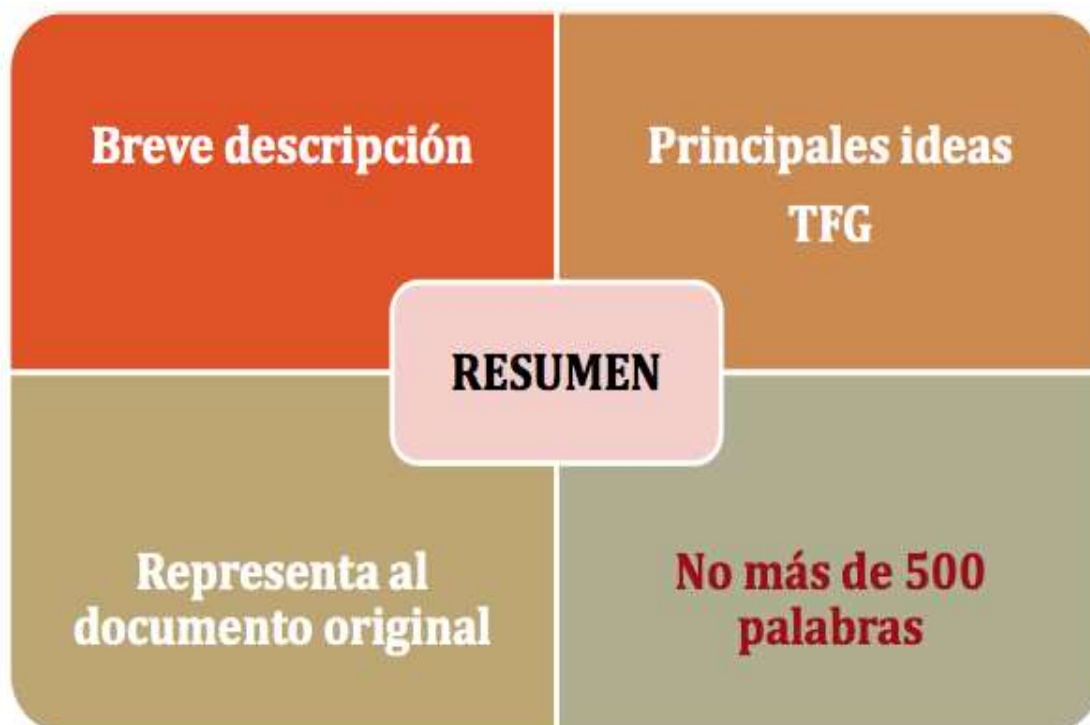 Breve descripción
Principales ideas
TFG
RESUMEN
Representa al
documento original
No más de 500
palabras